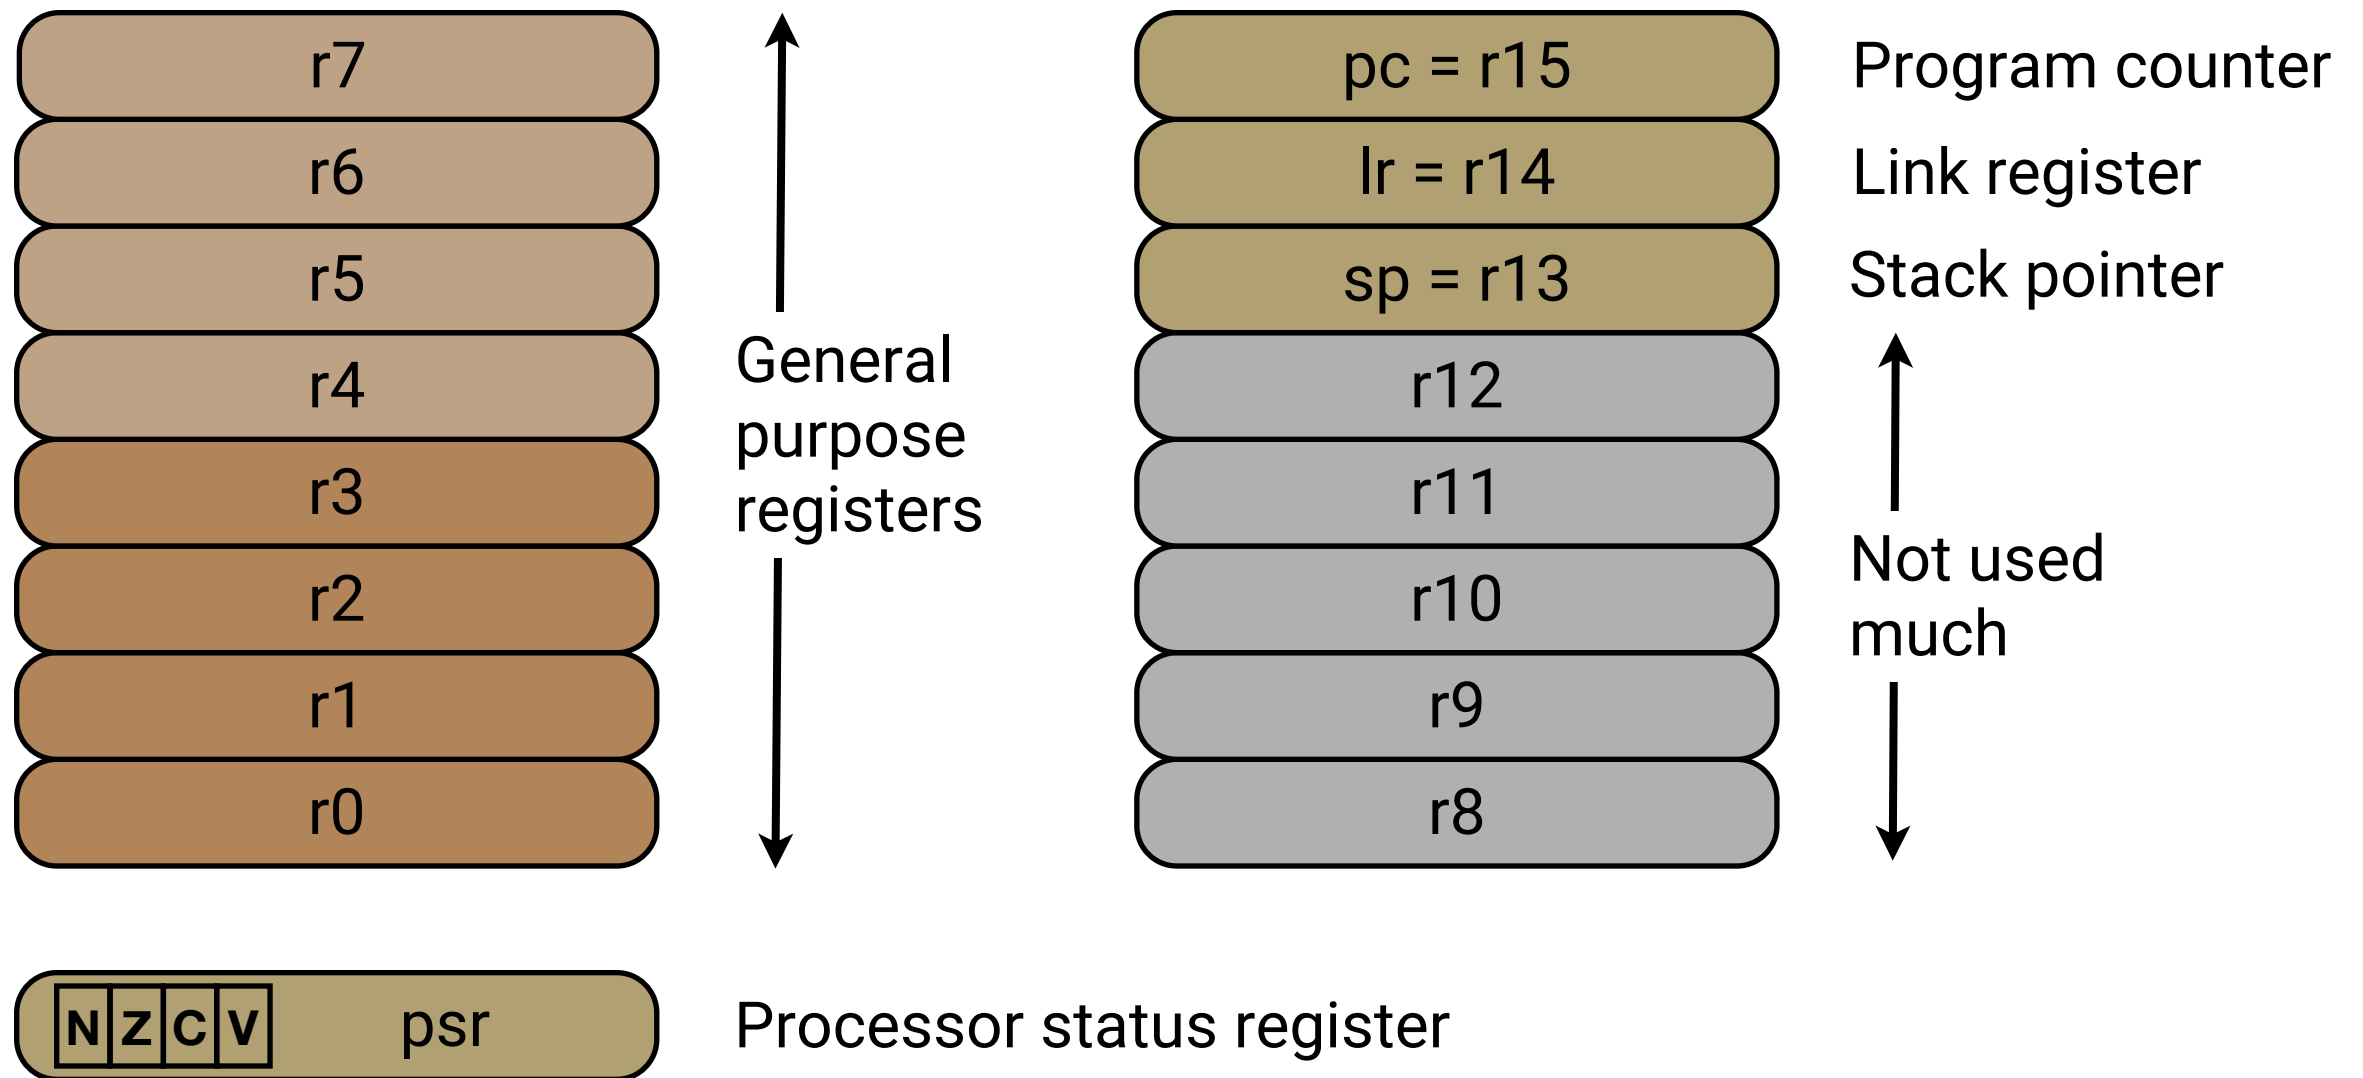 r7
r6
r5
r4
r3
r2
r1
r0
General
purpose
registers
pc = r15
lr = r14
sp = r13
r12
r11
r10
r9
r8
Program counter
Link register
Stack pointer
Not used
much
N Z C V psr
Processor status register